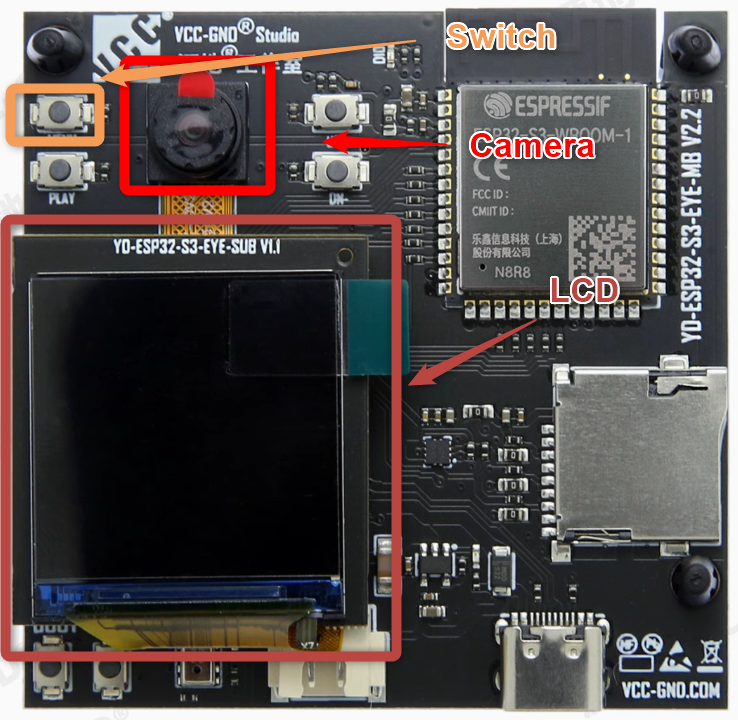 VCC
VCC-GND® Studio
Switch
ESPRESSIF
ESP32-S3-WROOM-1
Camera
CE
FCC ID :
CMIIT ID :
PLAY
乐鑫信息科技（上海）
股份有限公司
N8R8
YD-ESP32-S3-EYE-MB V2.2
YD-ESP32-S3-EYE-SUB V1.1
LCD
VCC-GND.COM